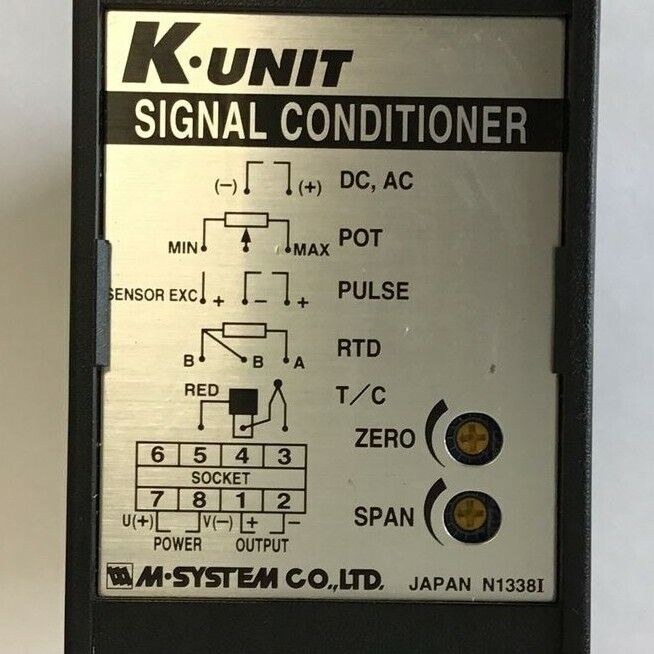 K·UNIT
SIGNAL CONDITIONER
(−) (+) DC, AC
MIN MAX POT
SENSOR EXC + − + PULSE
B B A RTD
RED T/C
ZERO
6 5 4 3
SOCKET
7 8 1 2
SPAN
U(+) V(−) + −
POWER OUTPUT
M·SYSTEM CO.,LTD. JAPAN N1338I